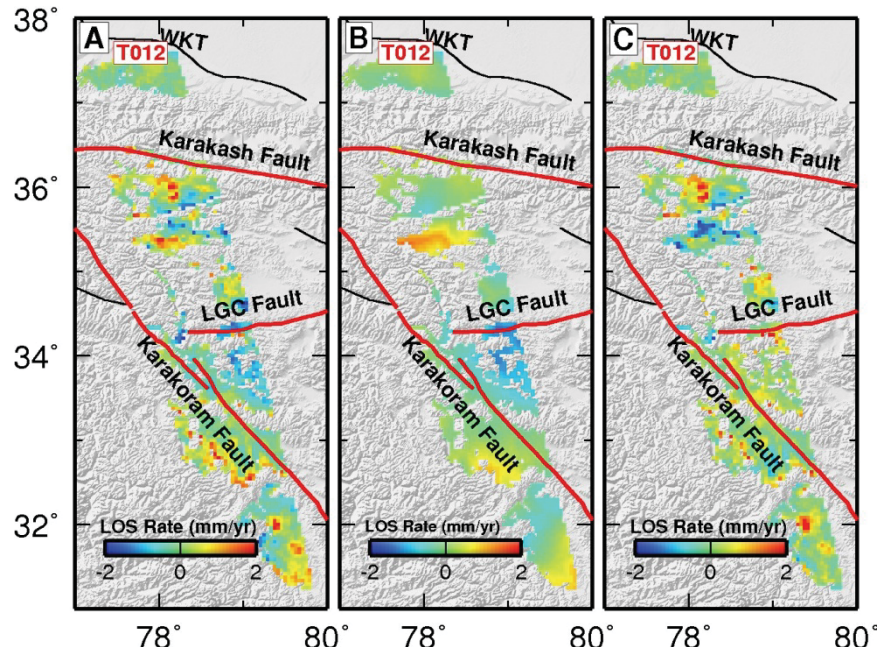 38°
36°
34°
32°
A
WKT
T012
Karakash Fault
LGC Fault
Karakoram Fault
LOS Rate (mm/yr)
-2 0 2
78° 80°
B
WKT
T012
Karakash Fault
LGC Fault
Karakoram Fault
LOS Rate (mm/yr)
-2 0 2
78° 80°
C
WKT
T012
Karakash Fault
LGC Fault
Karakoram Fault
LOS Rate (mm/yr)
-2 0 2
78° 80°